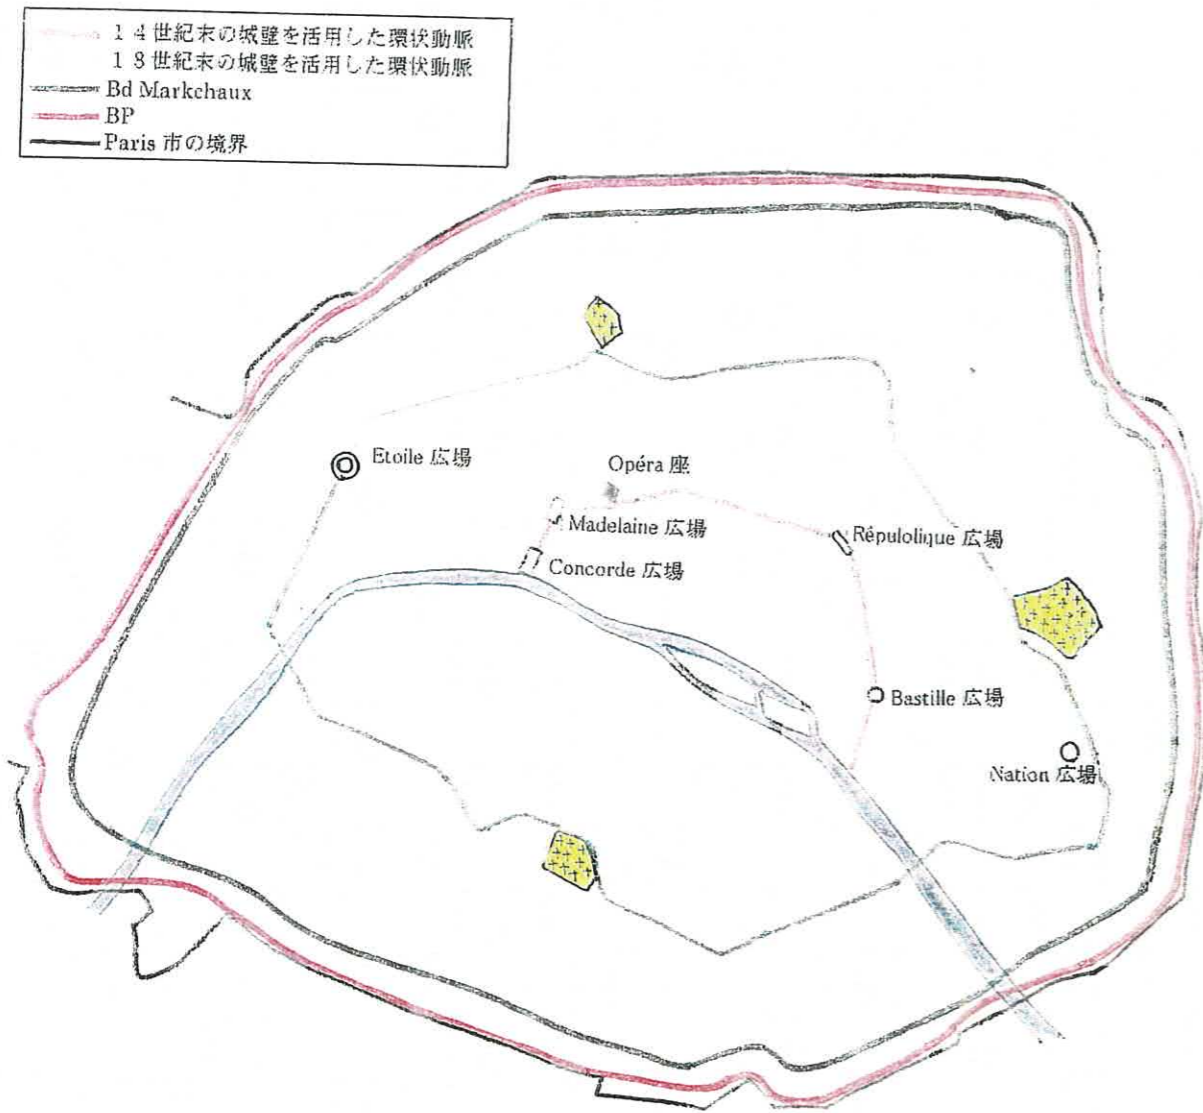 14世紀末の城壁を活用した環状動脈
18世紀末の城壁を活用した環状動脈
Bd Markchaux
BP
Paris 市の境界
Etoile 広場
Opéra 座
Madelaine 広場
Répulolique 広場
Concorde 広場
Bastille 広場
Nation 広場